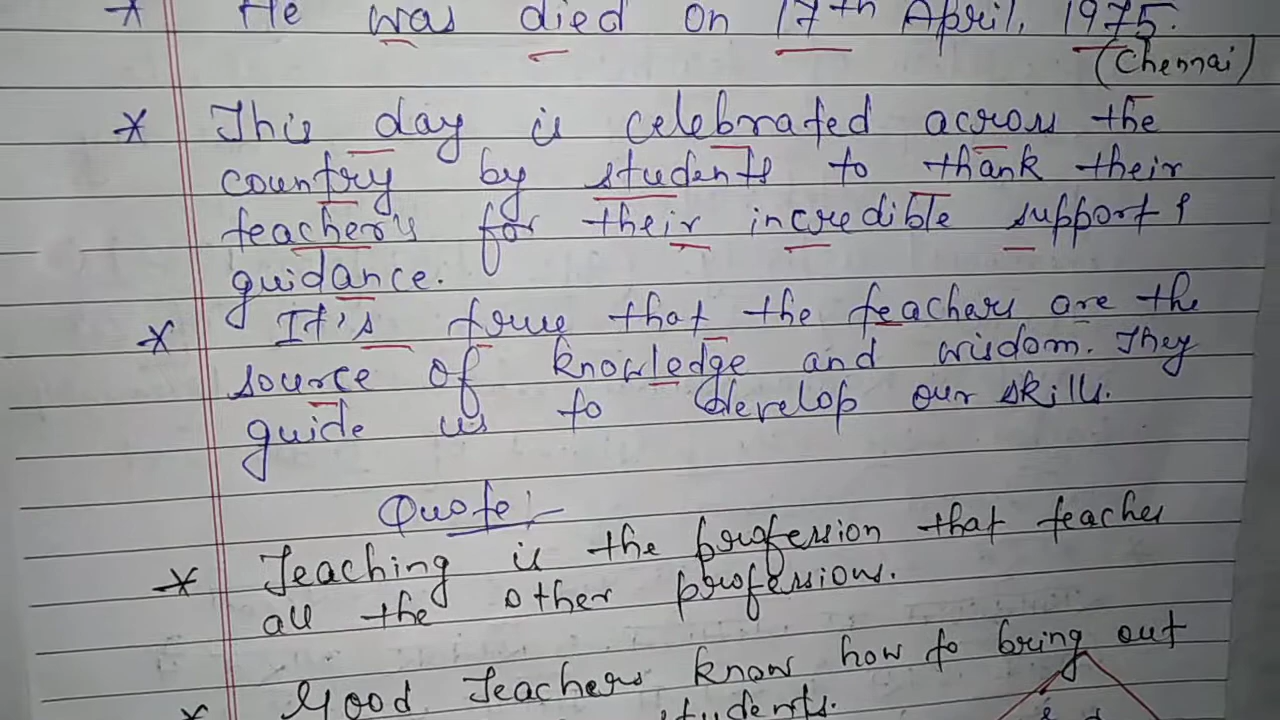 * He was died on 17th April, 1975.
(Chennai)
* This day is celebrated across the
country by students to thank their
teachers for their incredible support &
guidance.
* It's true that the teachers are the
source of knowledge and wisdom. They
guide us to develop our skills.
Quote:-
* Teaching is the profession that teaches
all the other professions.
* Good Teachers know how to bring out
students.